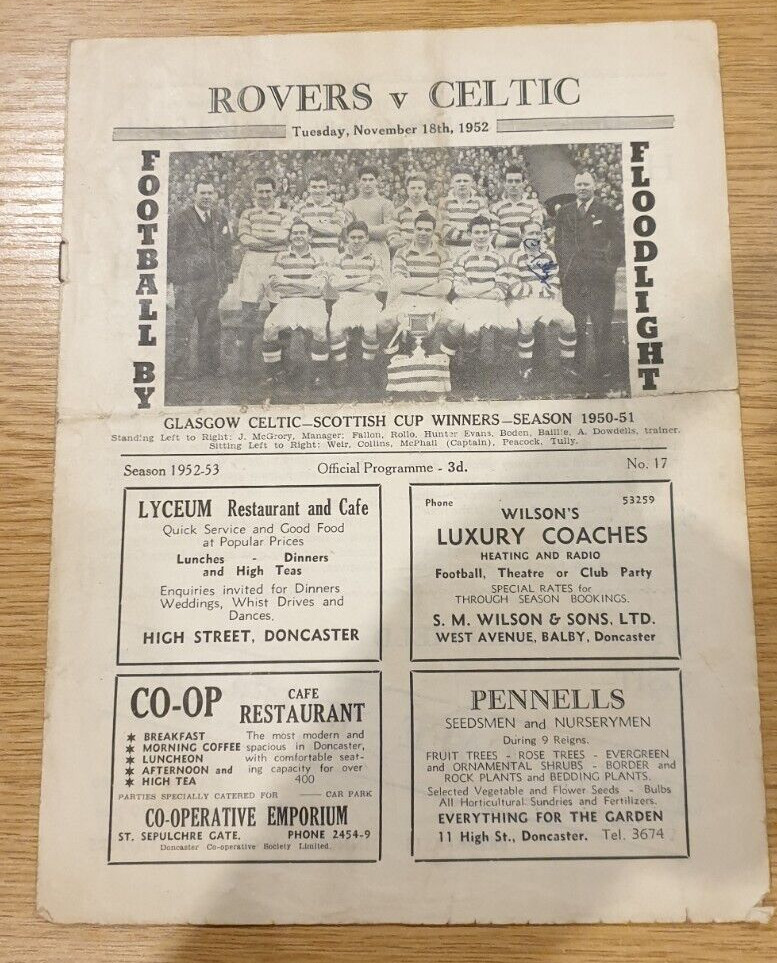 ROVERS v CELTIC
Tuesday, November 18th, 1952
FOOTBALL BY
FLOODLIGHT
GLASGOW CELTIC—SCOTTISH CUP WINNERS—SEASON 1950-51
Standing Left to Right: J. McGrory, Manager; Fallon, Rollo, Hunter Evans, Boden, Baillie, A. Dowdells, trainer.
Sitting Left to Right: Weir, Collins, McPhall (Captain), Peacock, Tully.
Season 1952-53 Official Programme - 3d. No. 17
LYCEUM Restaurant and Cafe
Quick Service and Good Food
at Popular Prices
Lunches - Dinners
and High Teas
Enquiries invited for Dinners
Weddings, Whist Drives and
Dances.
HIGH STREET, DONCASTER
Phone 53259
WILSON'S
LUXURY COACHES
HEATING AND RADIO
Football, Theatre or Club Party
SPECIAL RATES for
THROUGH SEASON BOOKINGS.
S. M. WILSON & SONS, LTD.
WEST AVENUE, BALBY, Doncaster
CO-OP CAFE
RESTAURANT
✶ BREAKFAST
✶ MORNING COFFEE
✶ LUNCHEON
✶ AFTERNOON and
✶ HIGH TEA
The most modern and
spacious in Doncaster,
with comfortable seat-
ing capacity for over
400
PARTIES SPECIALLY CATERED FOR —— CAR PARK
CO-OPERATIVE EMPORIUM
ST. SEPULCHRE GATE. PHONE 2454-9
Doncaster Co-operative Society Limited.
PENNELLS
SEEDSMEN and NURSERYMEN
During 9 Reigns.
FRUIT TREES - ROSE TREES - EVERGREEN
and ORNAMENTAL SHRUBS - BORDER and
ROCK PLANTS and BEDDING PLANTS.
Selected Vegetable and Flower Seeds - Bulbs
All Horticultural Sundries and Fertilizers.
EVERYTHING FOR THE GARDEN
11 High St., Doncaster. Tel. 3674